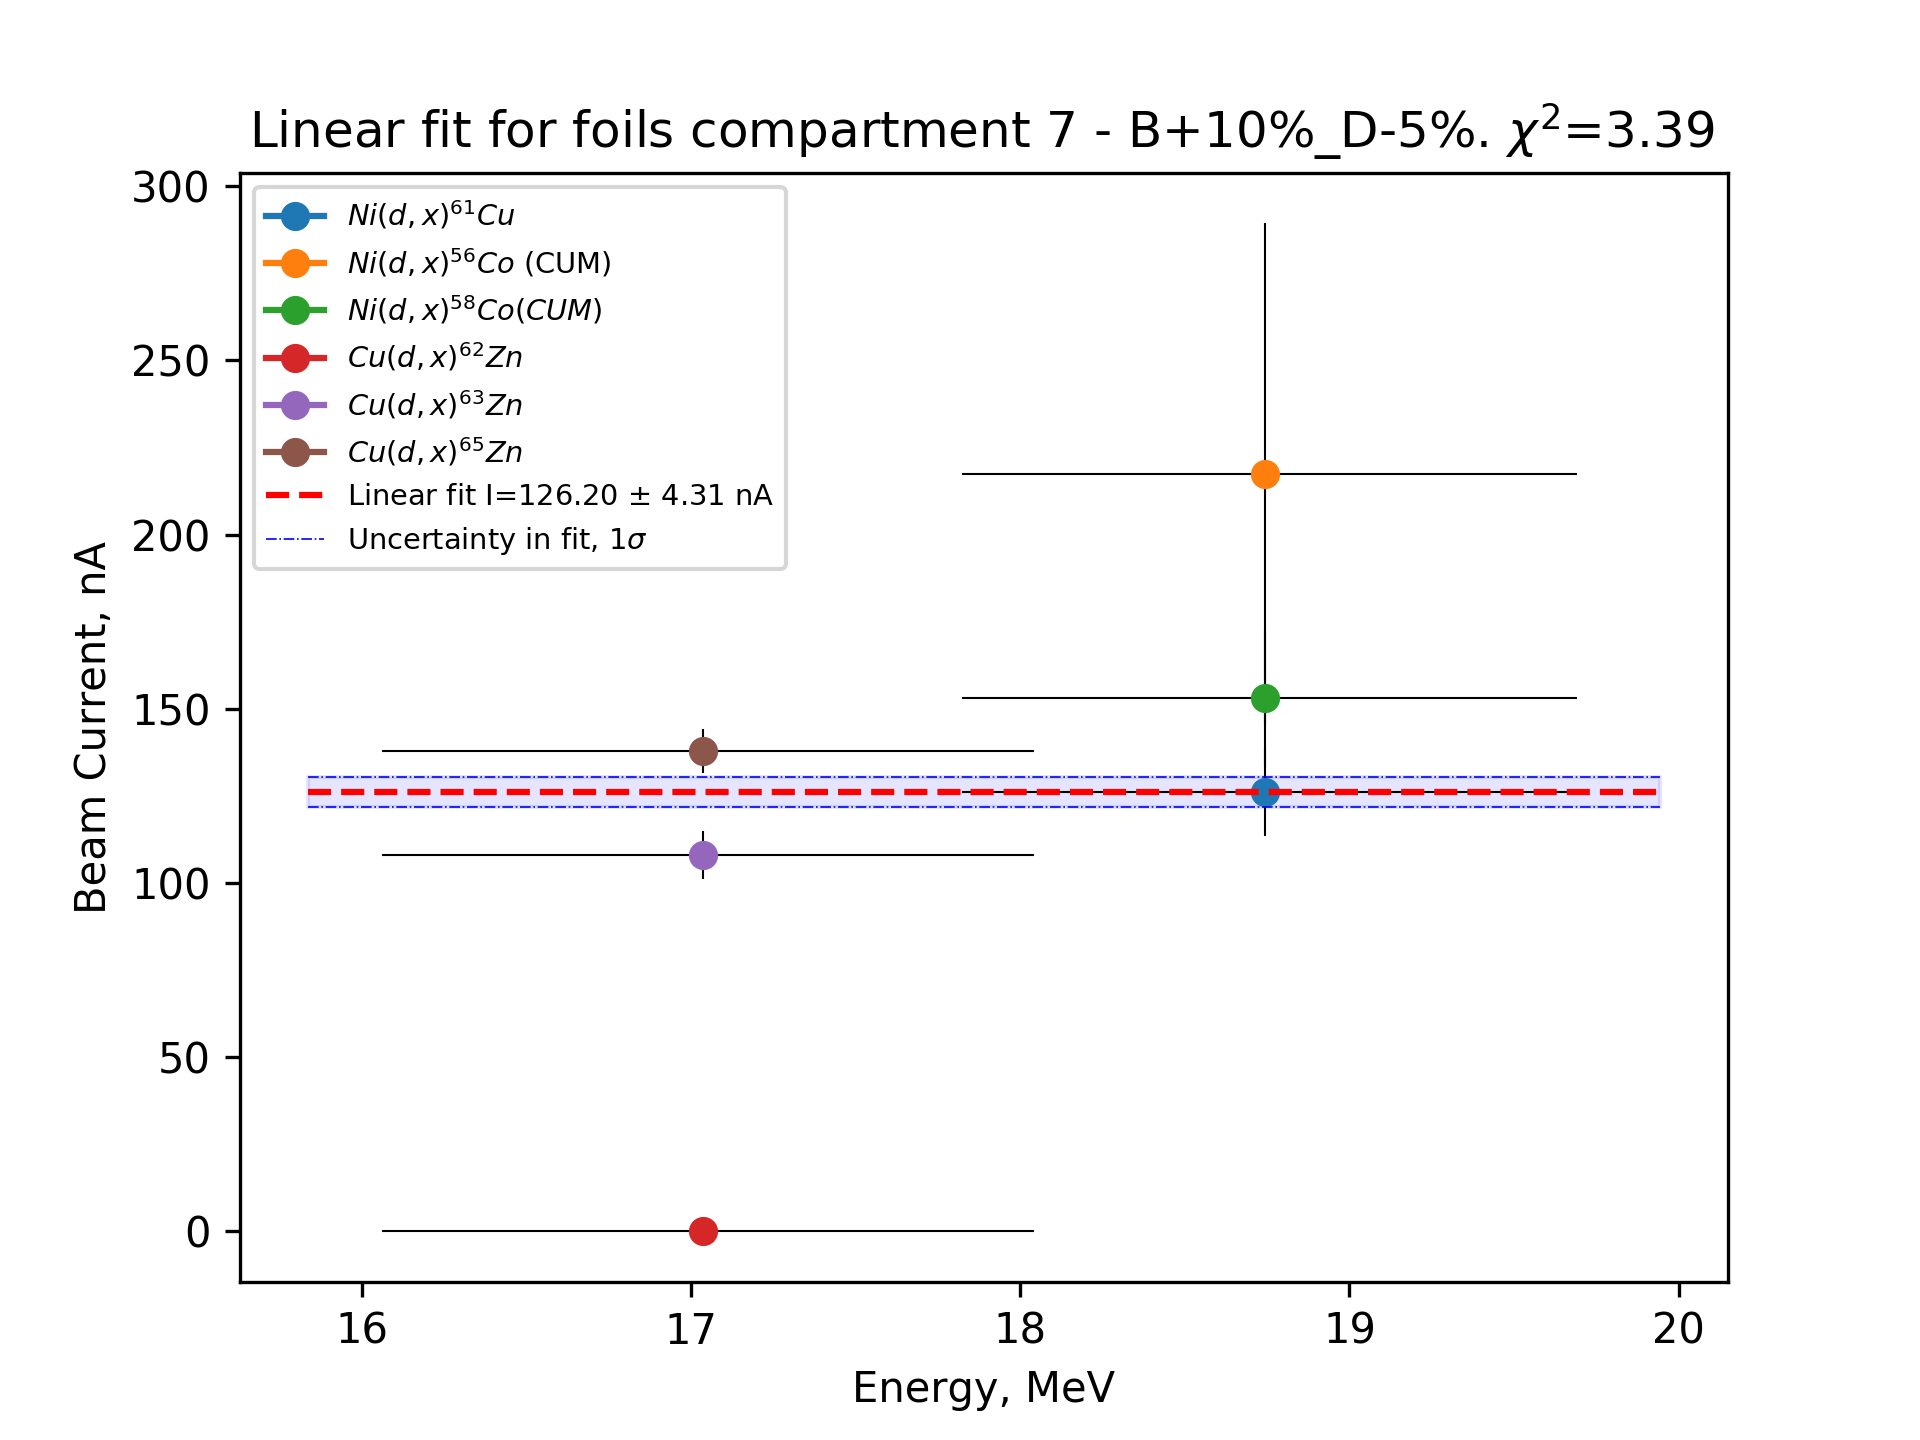 Linear fit for foils compartment 7 - B+10%_D-5%. χ²=3.39
300
250
200
150
100
50
0
Beam Current, nA
Ni(d, x)⁶¹Cu
Ni(d, x)⁵⁶Co (CUM)
Ni(d, x)⁵⁸Co(CUM)
Cu(d, x)⁶²Zn
Cu(d, x)⁶³Zn
Cu(d, x)⁶⁵Zn
Linear fit I=126.20 ± 4.31 nA
Uncertainty in fit, 1σ
16 17 18 19 20
Energy, MeV